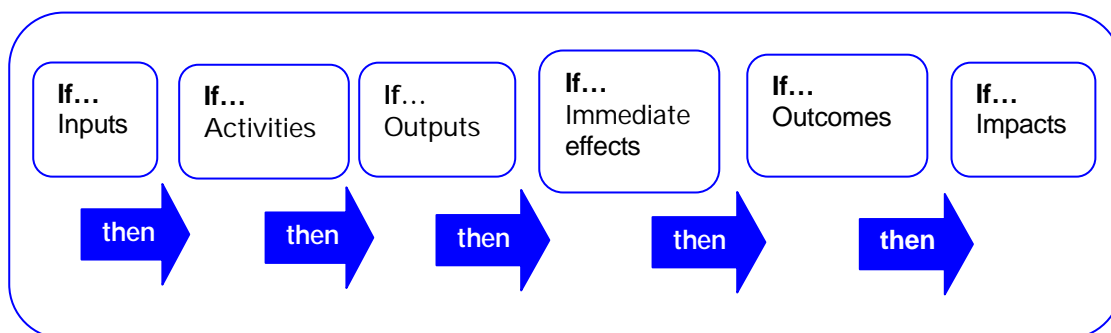 If…
Inputs
If…
Activities
If…
Outputs
If…
Immediate
effects
If…
Outcomes
If…
Impacts
then
then
then
then
then